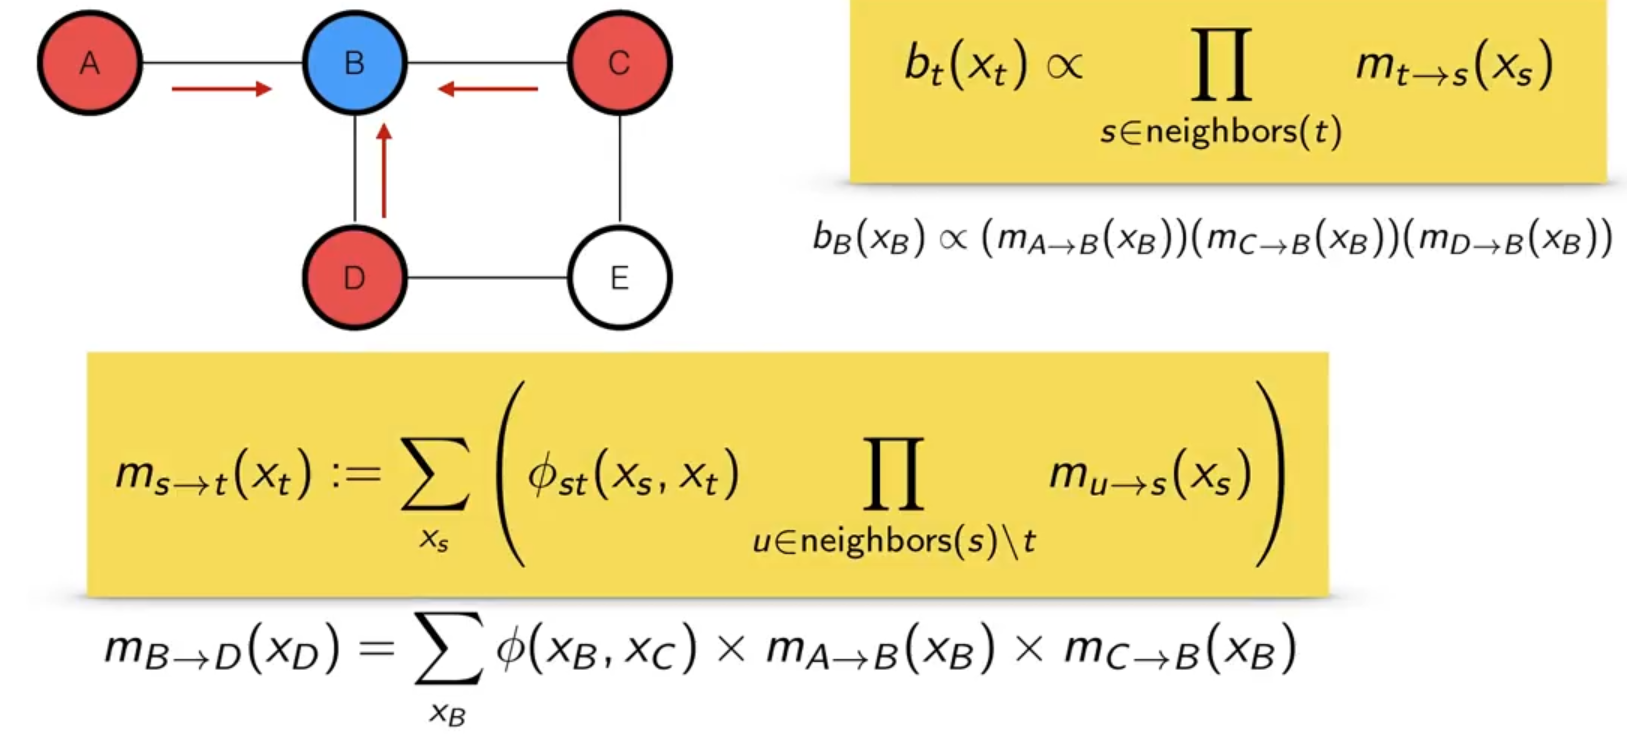 A B C
D E
b_t(x_t) ∝ ∏_{s∈neighbors(t)} m_{t→s}(x_s)
b_B(x_B) ∝ (m_{A→B}(x_B))(m_{C→B}(x_B))(m_{D→B}(x_B))
m_{s→t}(x_t) := ∑_{x_s} ( ϕ_{st}(x_s, x_t) ∏_{u∈neighbors(s)\t} m_{u→s}(x_s) )
m_{B→D}(x_D) = ∑_{x_B} ϕ(x_B, x_C) × m_{A→B}(x_B) × m_{C→B}(x_B)